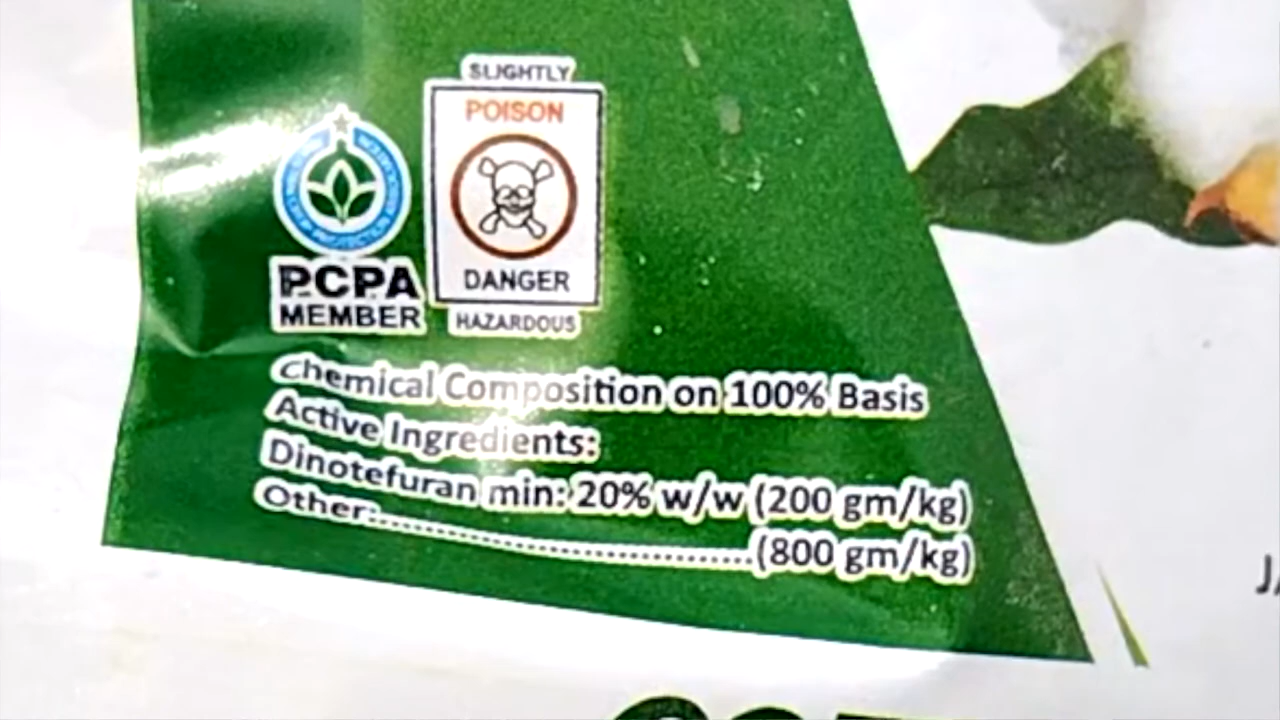 SLIGHTLY
POISON
DANGER
HAZARDOUS
PCPA
MEMBER
Chemical Composition on 100% Basis
Active Ingredients:
Dinotefuran min: 20% w/w (200 gm/kg)
Other:..............................................(800 gm/kg)